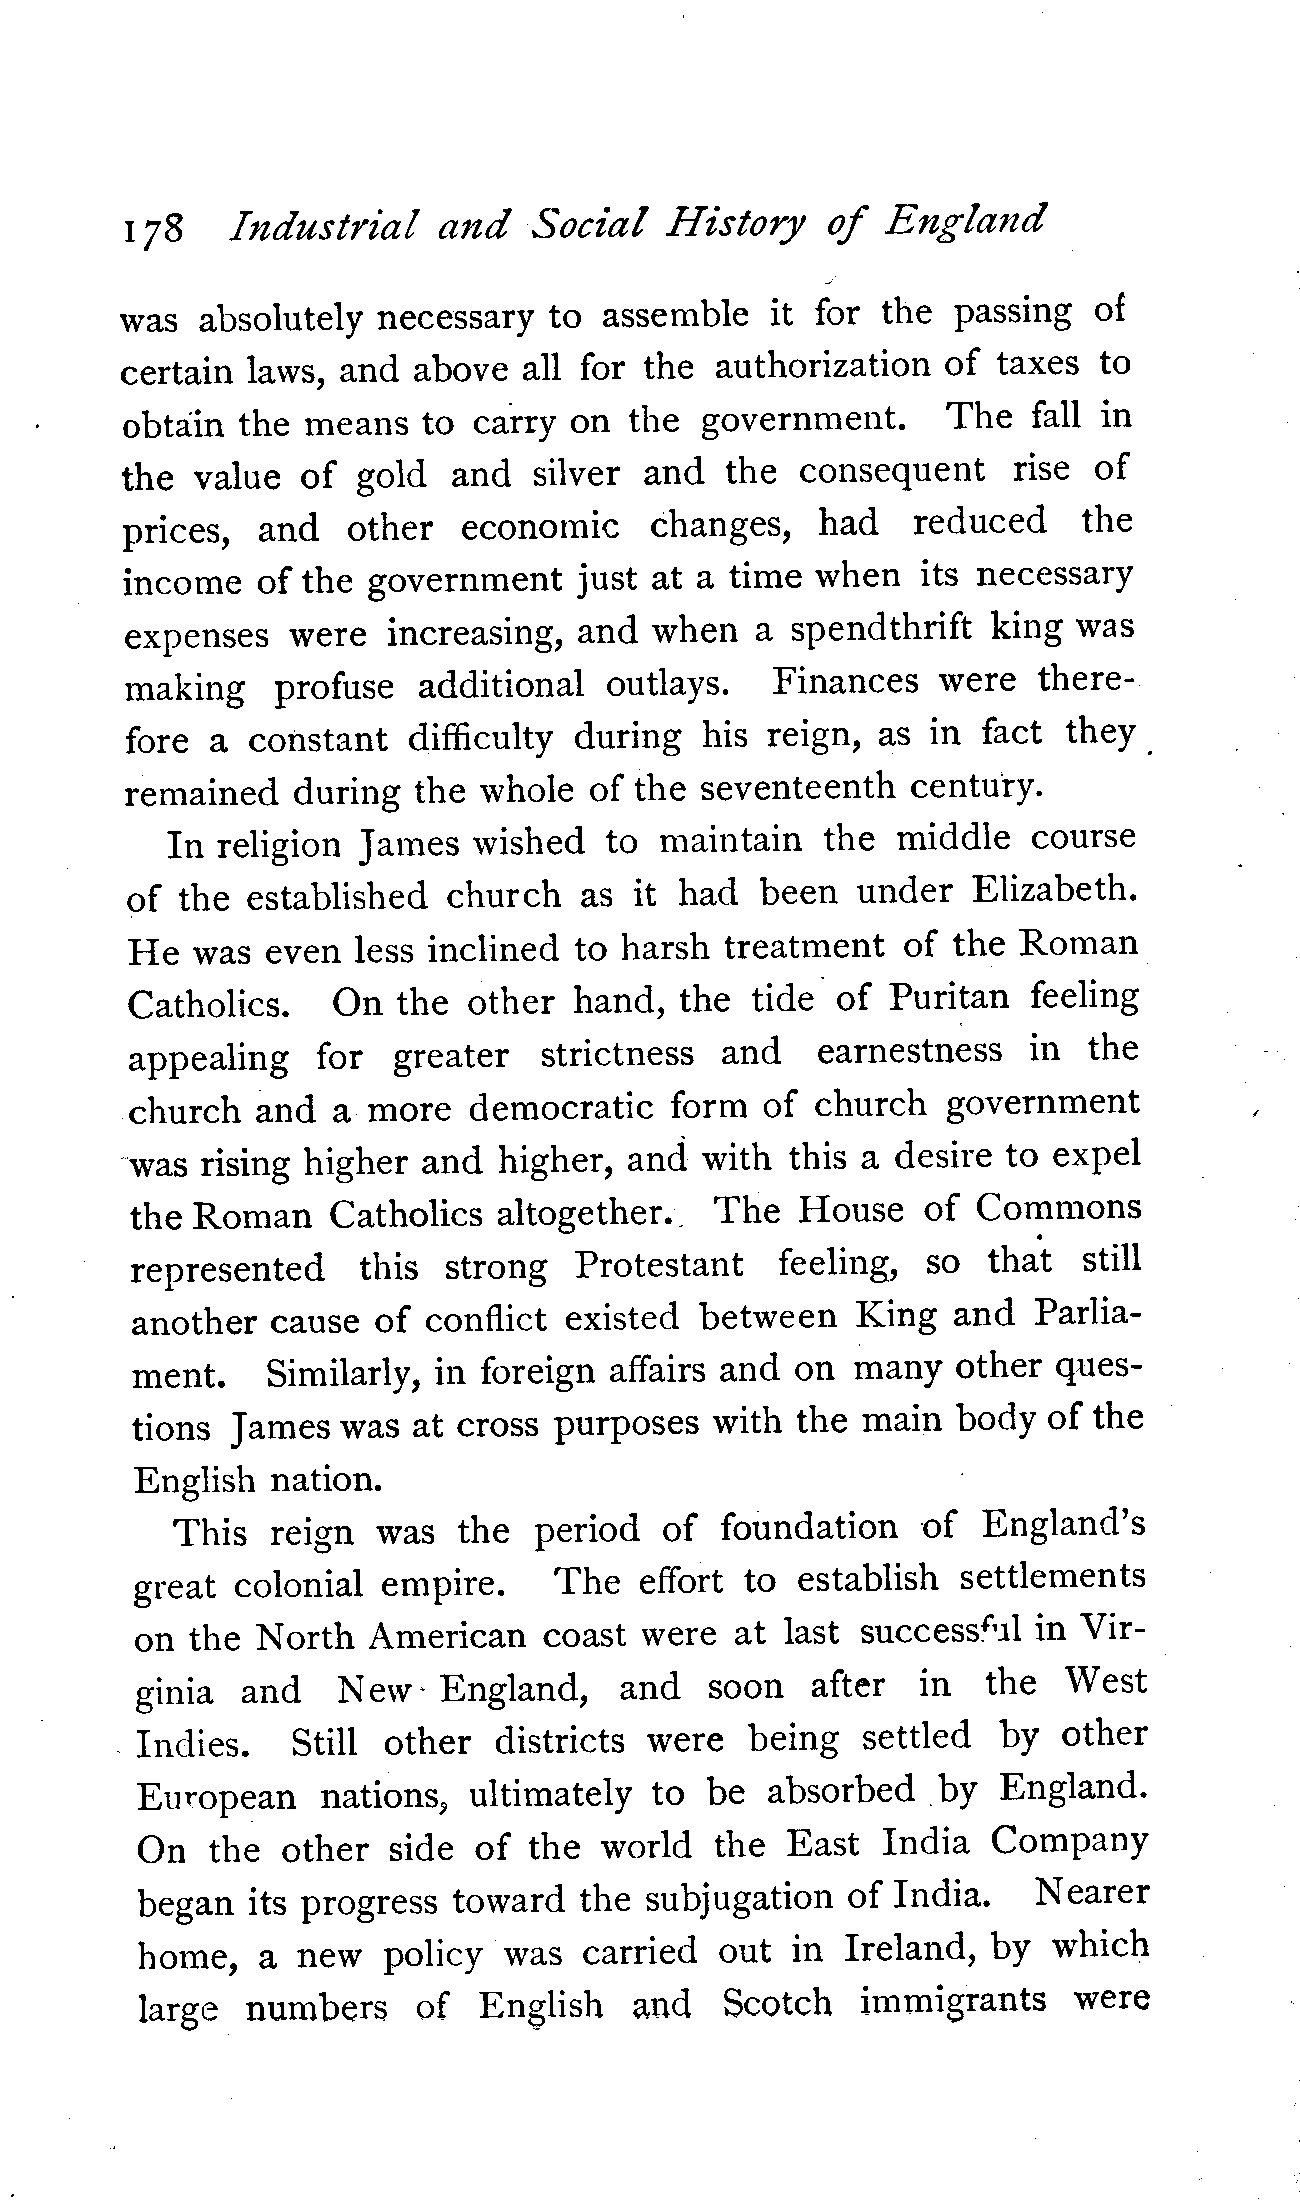 178 Industrial and Social History of England
was absolutely necessary to assemble it for the passing of
certain laws, and above all for the authorization of taxes to
obtain the means to carry on the government. The fall in
the value of gold and silver and the consequent rise of
prices, and other economic changes, had reduced the
income of the government just at a time when its necessary
expenses were increasing, and when a spendthrift king was
making profuse additional outlays. Finances were there-
fore a constant difficulty during his reign, as in fact they
remained during the whole of the seventeenth century.
In religion James wished to maintain the middle course
of the established church as it had been under Elizabeth.
He was even less inclined to harsh treatment of the Roman
Catholics. On the other hand, the tide of Puritan feeling
appealing for greater strictness and earnestness in the
church and a more democratic form of church government
was rising higher and higher, and with this a desire to expel
the Roman Catholics altogether. The House of Commons
represented this strong Protestant feeling, so that still
another cause of conflict existed between King and Parlia-
ment. Similarly, in foreign affairs and on many other ques-
tions James was at cross purposes with the main body of the
English nation.
This reign was the period of foundation of England's
great colonial empire. The effort to establish settlements
on the North American coast were at last successful in Vir-
ginia and New England, and soon after in the West
Indies. Still other districts were being settled by other
European nations, ultimately to be absorbed by England.
On the other side of the world the East India Company
began its progress toward the subjugation of India. Nearer
home, a new policy was carried out in Ireland, by which
large numbers of English and Scotch immigrants were